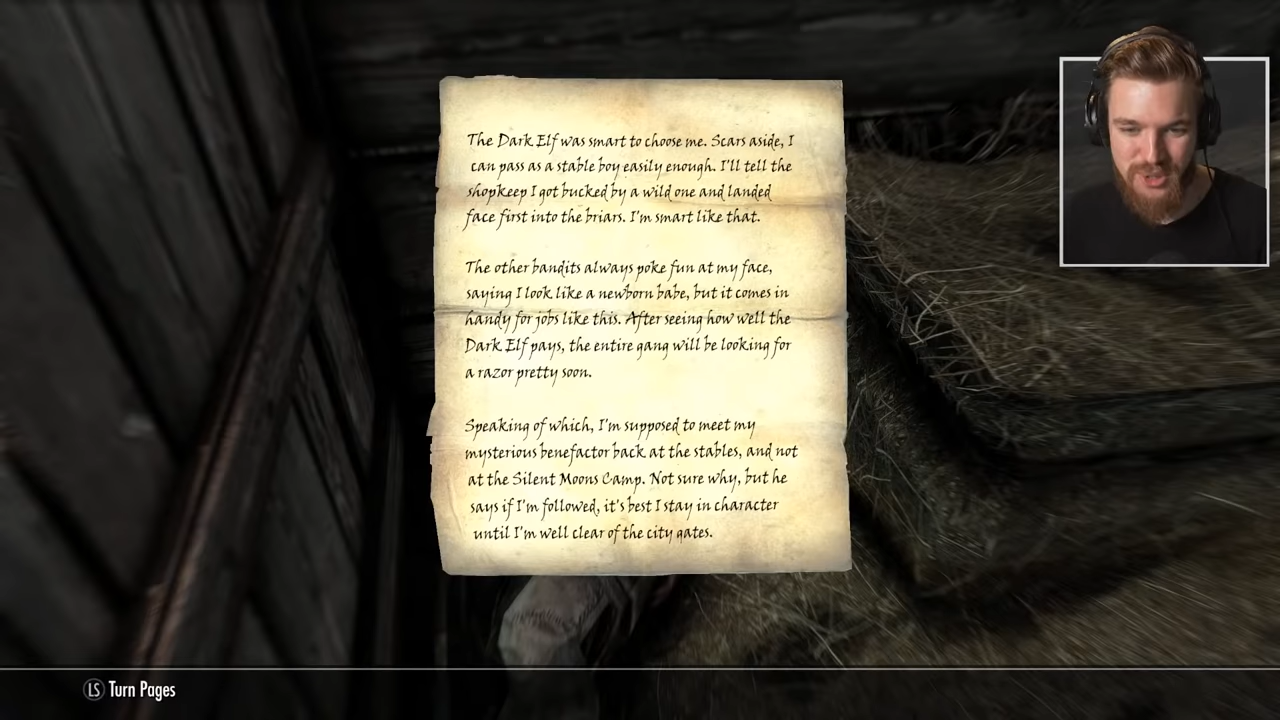 The Dark Elf was smart to choose me. Scars aside, I
can pass as a stable boy easily enough. I'll tell the
shopkeep I got bucked by a wild one and landed
face first into the briars. I'm smart like that.
The other bandits always poke fun at my face,
saying I look like a newborn babe, but it comes in
handy for jobs like this. After seeing how well the
Dark Elf pays, the entire gang will be looking for
a razor pretty soon.
Speaking of which, I'm supposed to meet my
mysterious benefactor back at the stables, and not
at the Silent Moons Camp. Not sure why, but he
says if I'm followed, it's best I stay in character
until I'm well clear of the city gates.
LS Turn Pages